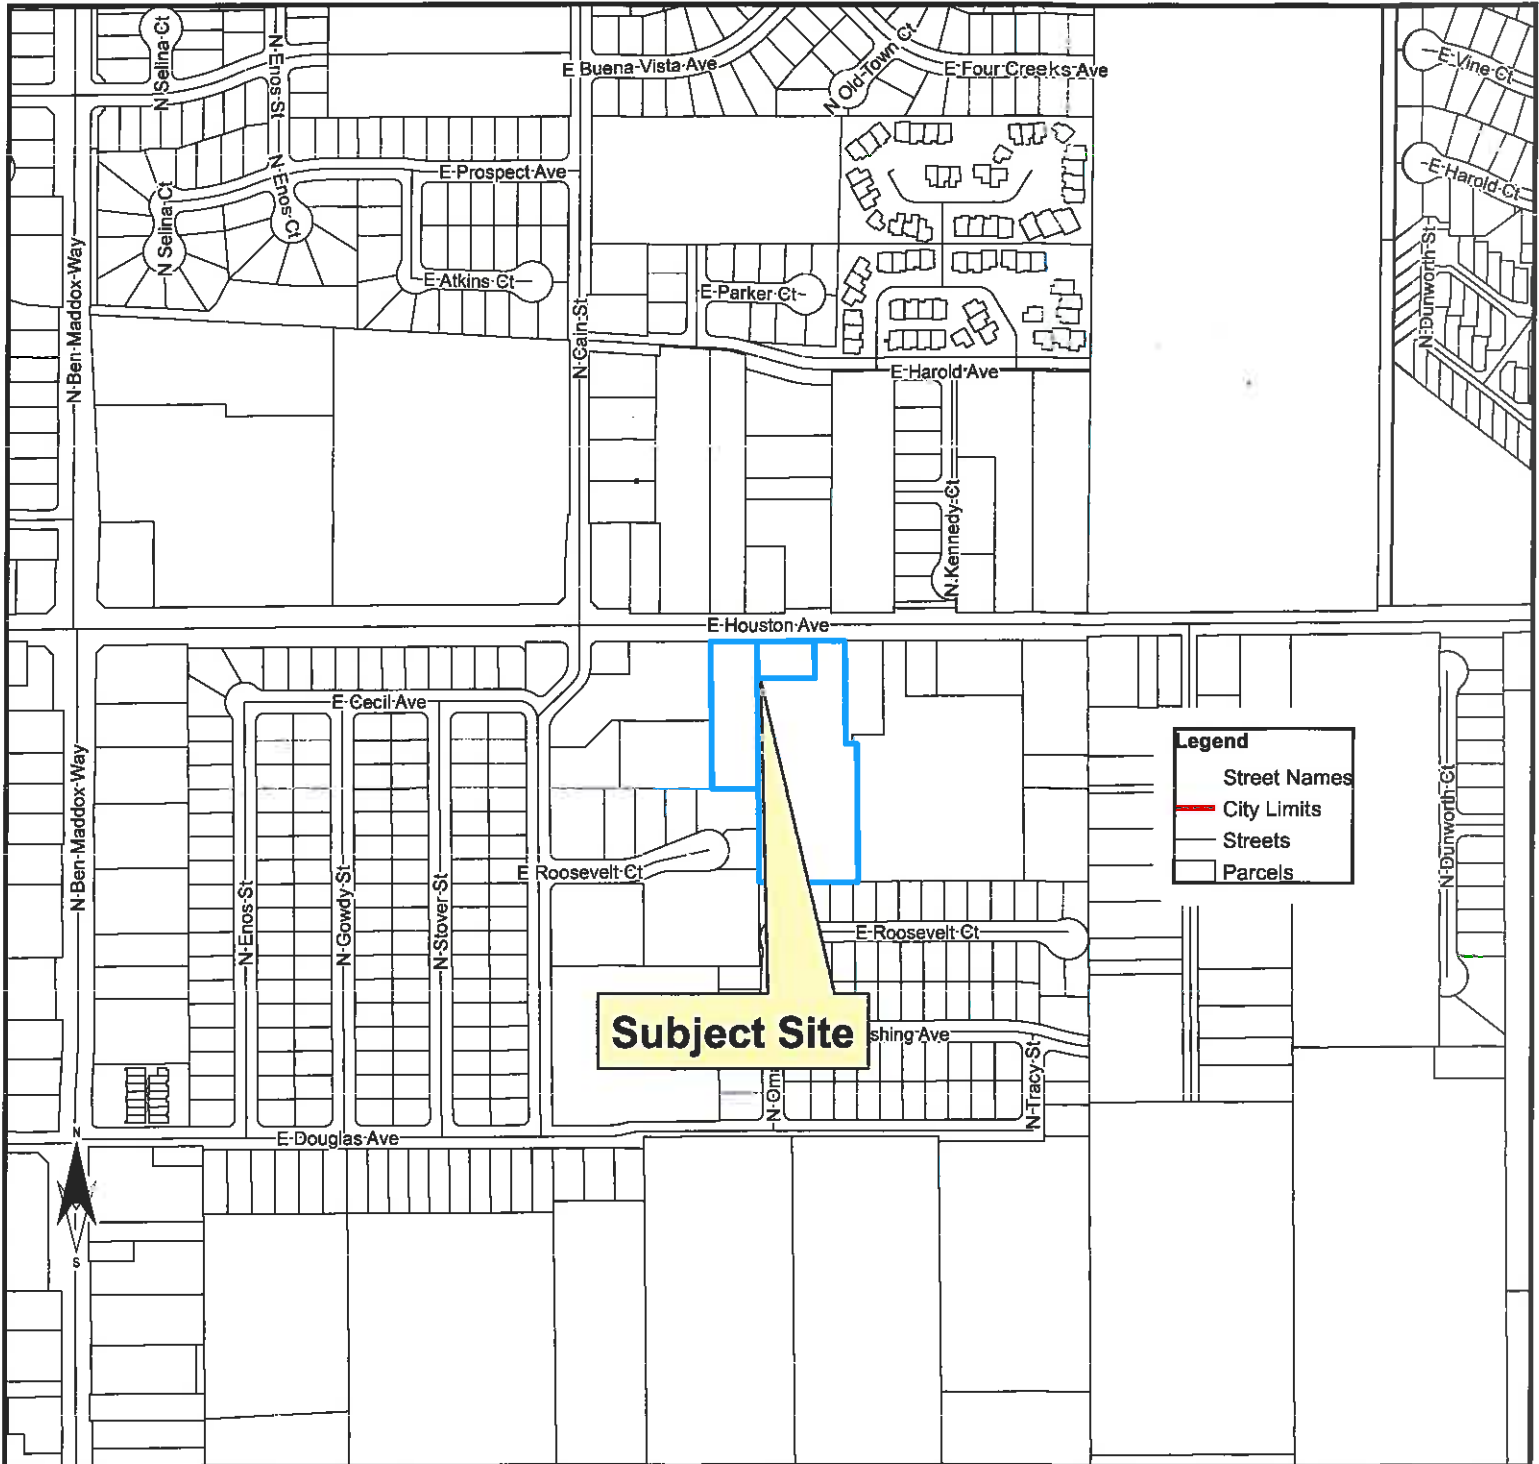 N Selina Ct
N Enos St
E Buena Vista Ave
N Old Town Ct
E Four Creeks Ave
E Vine Ct
E Prospect Ave
N Enos Ct
N Selina Ct
E Harold Ct
N Ben Maddox Way
E Atkins Ct
N Cain St
E Parker Ct
N Dunworth St
E Harold Ave
N Kennedy Ct
E Houston Ave
E Cecil Ave
N Ben Maddox Way
N Enos St
N Gowdy St
N Stover St
E Roosevelt Ct
Legend
Street Names
City Limits
Streets
Parcels
N Dunworth Ct
E Roosevelt Ct
Subject Site
shing Ave
N Om
N Tracy St
E Douglas Ave
N
S